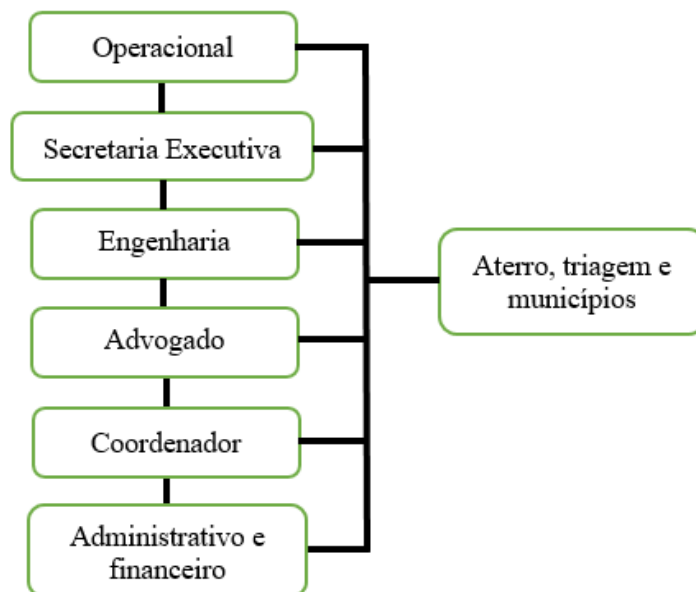 Operacional
Secretaria Executiva
Engenharia
Advogado
Coordenador
Administrativo e
financeiro
Aterro, triagem e
municípios